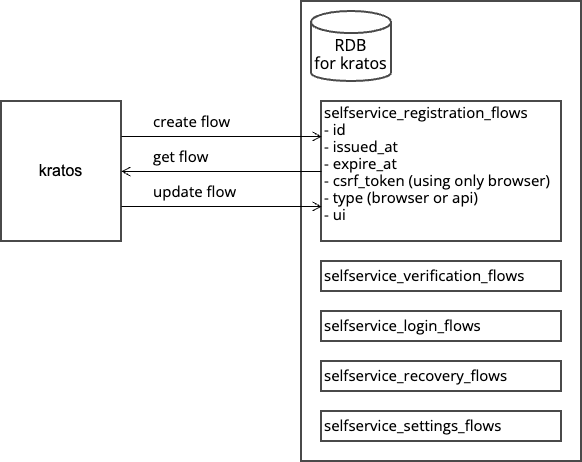 RDB
for kratos
kratos
create flow
get flow
update flow
selfservice_registration_flows
- id
- issued_at
- expire_at
- csrf_token (using only browser)
- type (browser or api)
- ui
selfservice_verification_flows
selfservice_login_flows
selfservice_recovery_flows
selfservice_settings_flows